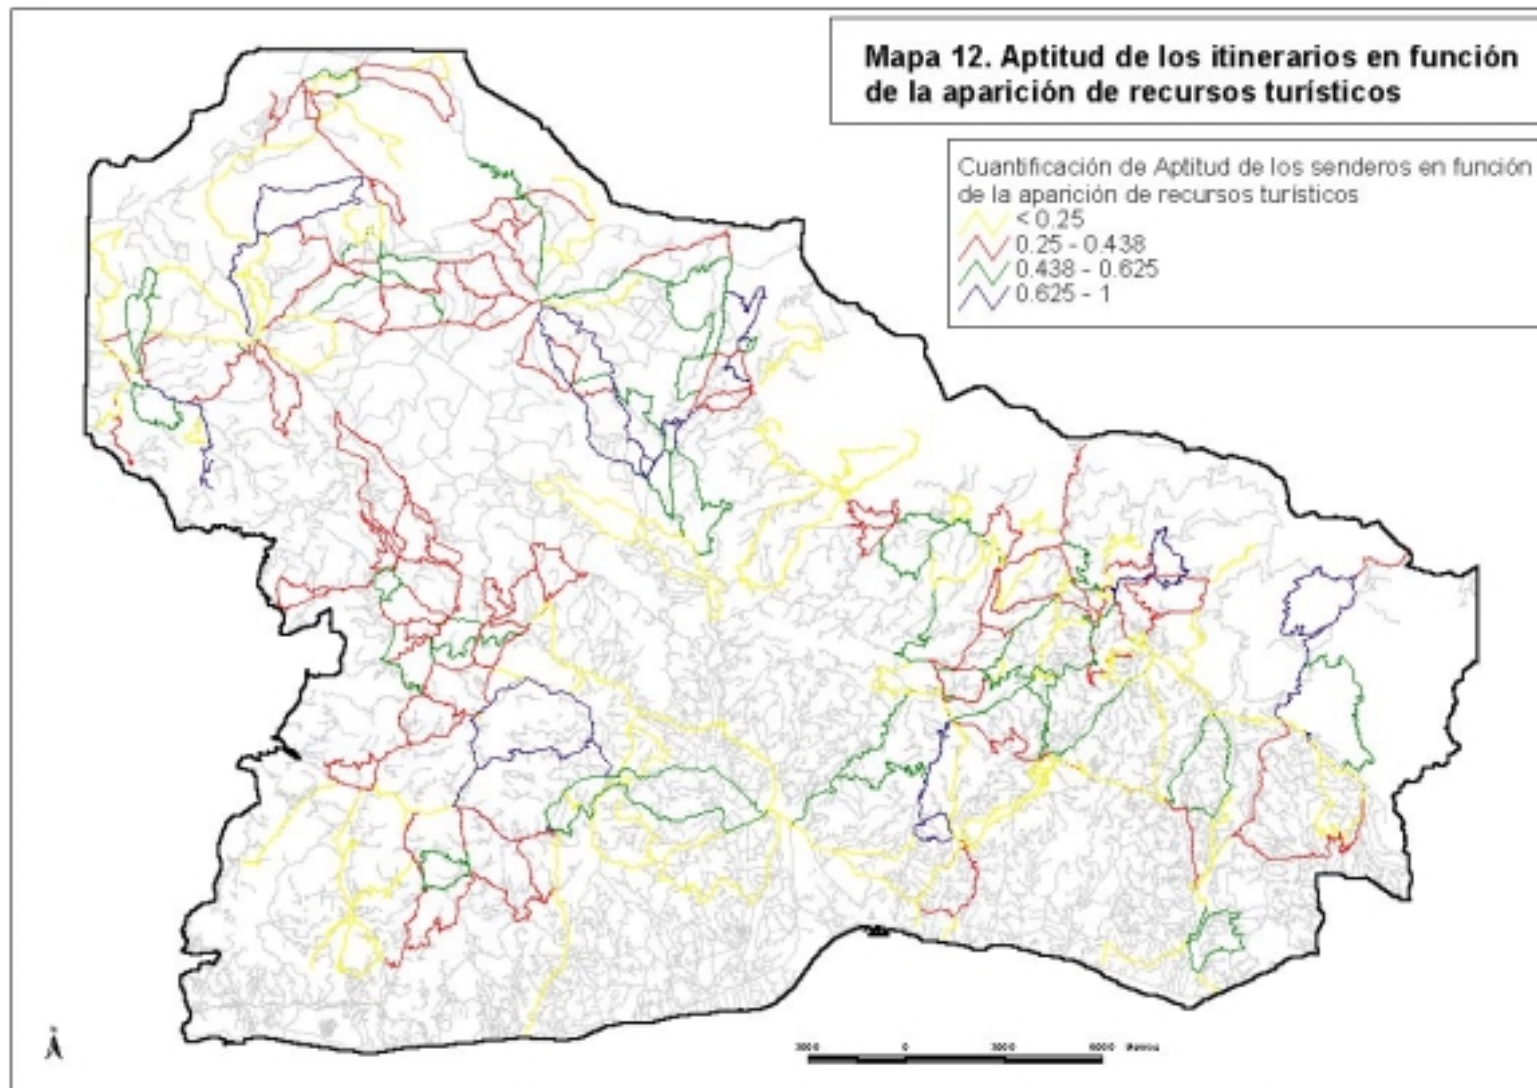 Mapa 12. Aptitud de los itinerarios en función
de la aparición de recursos turísticos
Cuantificación de Aptitud de los senderos en función
de la aparición de recursos turísticos
< 0.25
0.25 - 0.438
0.438 - 0.625
0.625 - 1
0